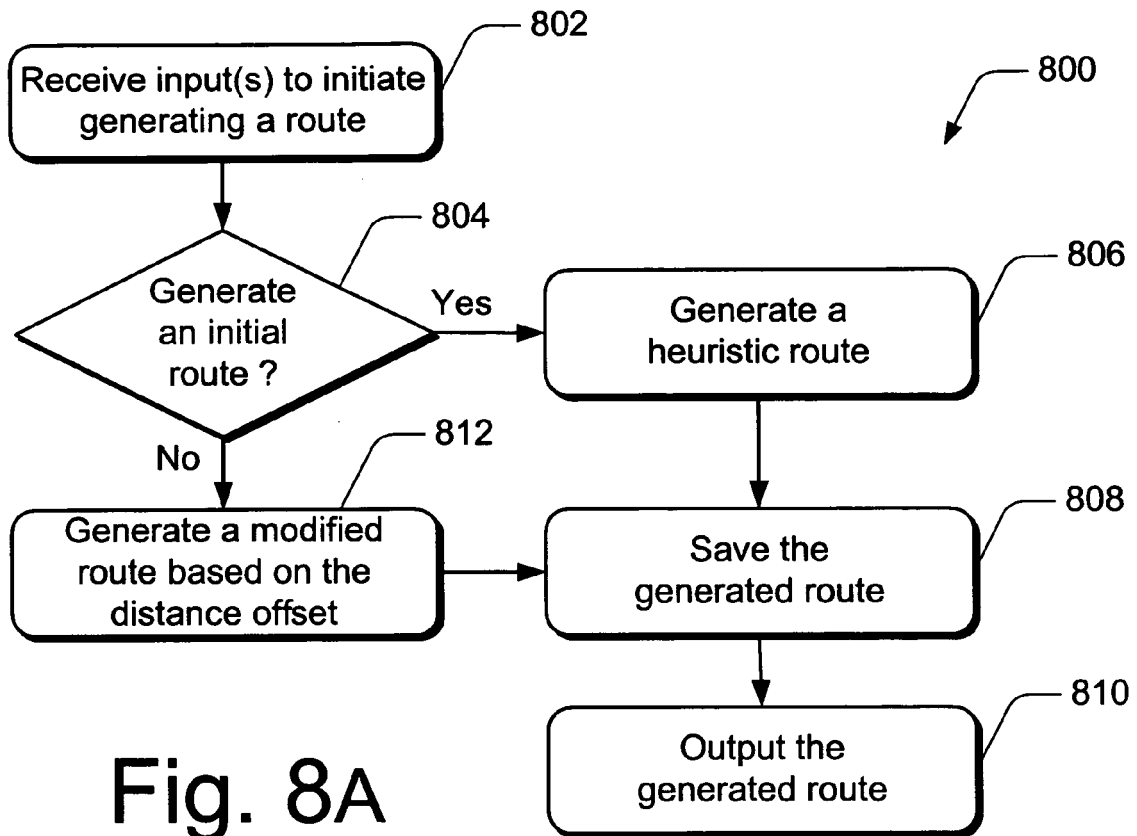 802
Receive input(s) to initiate
generating a route
800
804
Generate
an initial
route ?
Yes
806
Generate a
heuristic route
No
812
Generate a modified
route based on the
distance offset
808
Save the
generated route
810
Output the
generated route
Fig. 8A